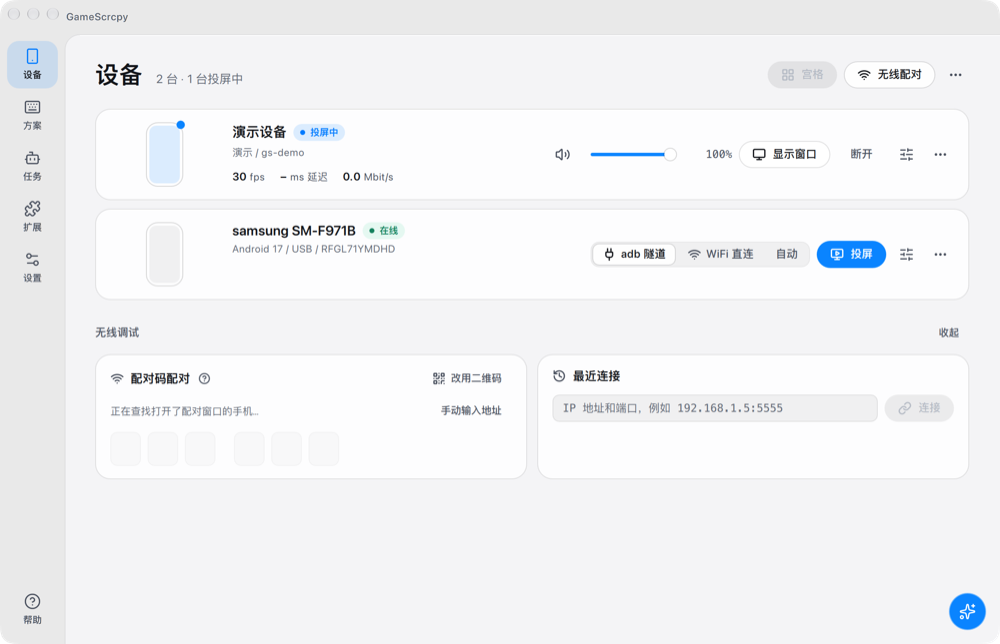 GameScrcpy
设备
方案
任务
扩展
设置
帮助
设备 2 台 · 1 台投屏中
宫格 无线配对
演示设备 投屏中
演示 / gs-demo
30 fps – ms 延迟 0.0 Mbit/s
100% 显示窗口 断开
samsung SM-F971B 在线
Android 17 / USB / RFGL71YMDHD
adb 隧道 WiFi 直连 自动 投屏
无线调试 收起
配对码配对 改用二维码
正在查找打开了配对窗口的手机… 手动输入地址
最近连接
IP 地址和端口，例如 192.168.1.5:5555 连接